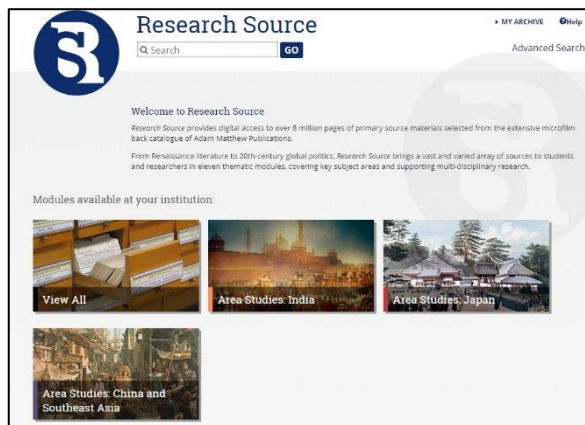 Research Source
MY ARCHIVE Help
Search GO
Advanced Search
Welcome to Research Source
Research Source provides digital access to over 8 million pages of primary source materials selected from the extensive microfilm
back catalogue of Adam Matthew Publications.
From Renaissance literature to 20th-century global politics, Research Source brings a vast and varied array of sources to students
and researchers in eleven thematic modules, covering key subject areas and supporting multi-disciplinary research.
Modules available at your institution:
View All
Area Studies: India
Area Studies: Japan
Area Studies: China and
Southeast Asia